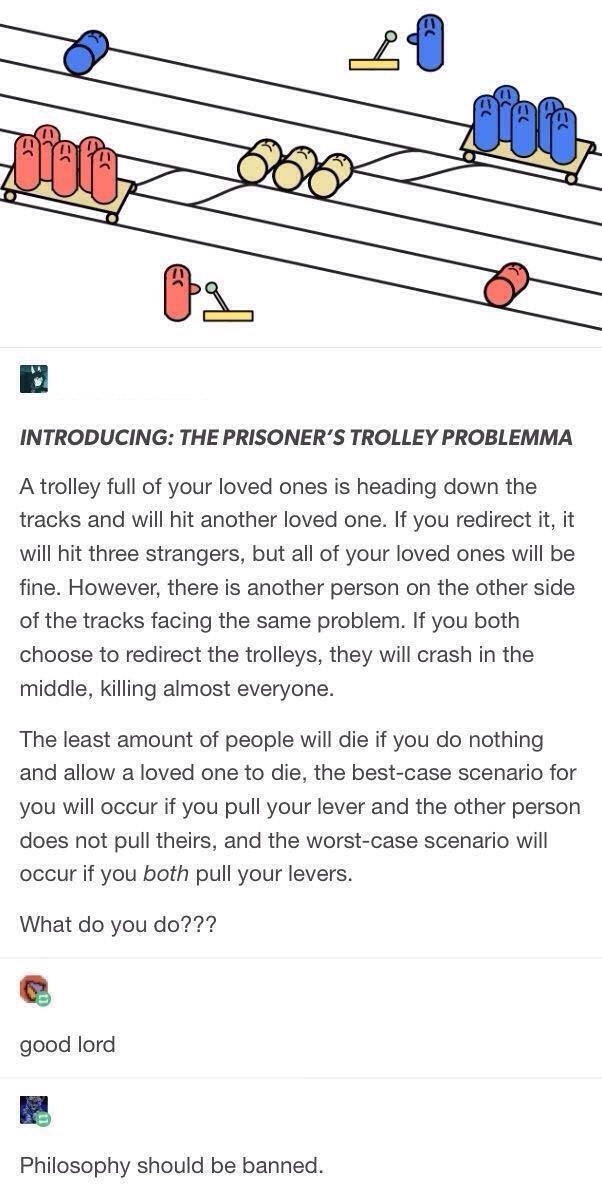 INTRODUCING: THE PRISONER'S TROLLEY PROBLEMMA
A trolley full of your loved ones is heading down the
tracks and will hit another loved one. If you redirect it, it
will hit three strangers, but all of your loved ones will be
fine. However, there is another person on the other side
of the tracks facing the same problem. If you both
choose to redirect the trolleys, they will crash in the
middle, killing almost everyone.
The least amount of people will die if you do nothing
and allow a loved one to die, the best-case scenario for
you will occur if you pull your lever and the other person
does not pull theirs, and the worst-case scenario will
occur if you both pull your levers.
What do you do???
good lord
Philosophy should be banned.